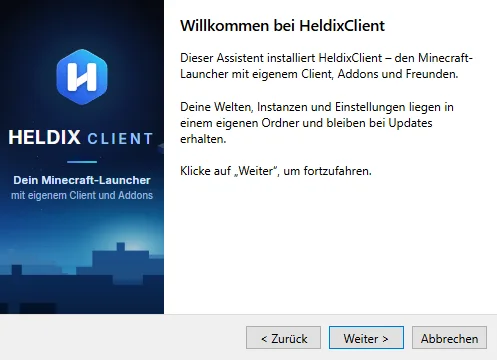 Willkommen bei HeldixClient
Dieser Assistent installiert HeldixClient – den Minecraft-
Launcher mit eigenem Client, Addons und Freunden.
Deine Welten, Instanzen und Einstellungen liegen in
einem eigenen Ordner und bleiben bei Updates
erhalten.
Klicke auf „Weiter", um fortzufahren.
H
HELDIX CLIENT
Dein Minecraft-Launcher
mit eigenem Client und Addons
< Zurück
Weiter >
Abbrechen